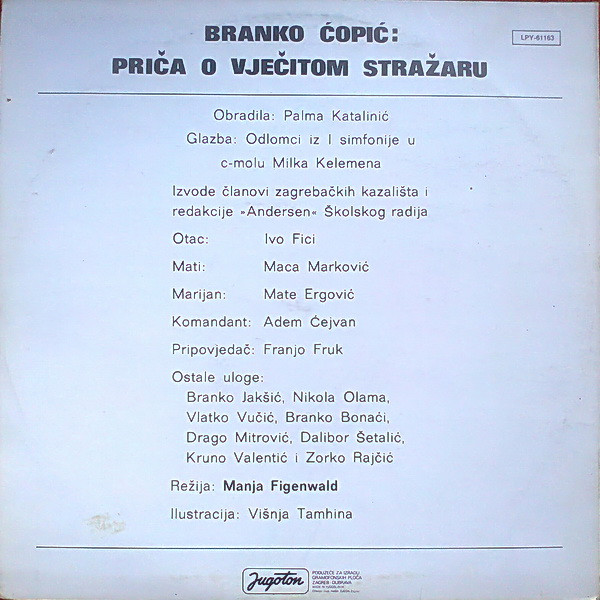 BRANKO ĆOPIĆ:
LPY-61163
PRIČA O VJEČITOM STRAŽARU
Obradila: Palma Katalinić
Glazba: Odlomci iz I simfonije u
c-molu Milka Kelemena
Izvode članovi zagrebačkih kazališta i
redakcije »Andersen« Školskog radija
Otac: Ivo Fici
Mati: Maca Marković
Marijan: Mate Ergović
Komandant: Adem Ćejvan
Pripovjedač: Franjo Fruk
Ostale uloge:
Branko Jakšić, Nikola Olama,
Vlatko Vučić, Branko Bonaći,
Drago Mitrović, Dalibor Šetalić,
Kruno Valentić i Zorko Rajčić
Režija: Manja Figenwald
Ilustracija: Višnja Tamhina
Jugoton
PODUZEĆE ZA IZRADU
GRAMOFONSKIH PLOČA
ZAGREB DUBRAVA